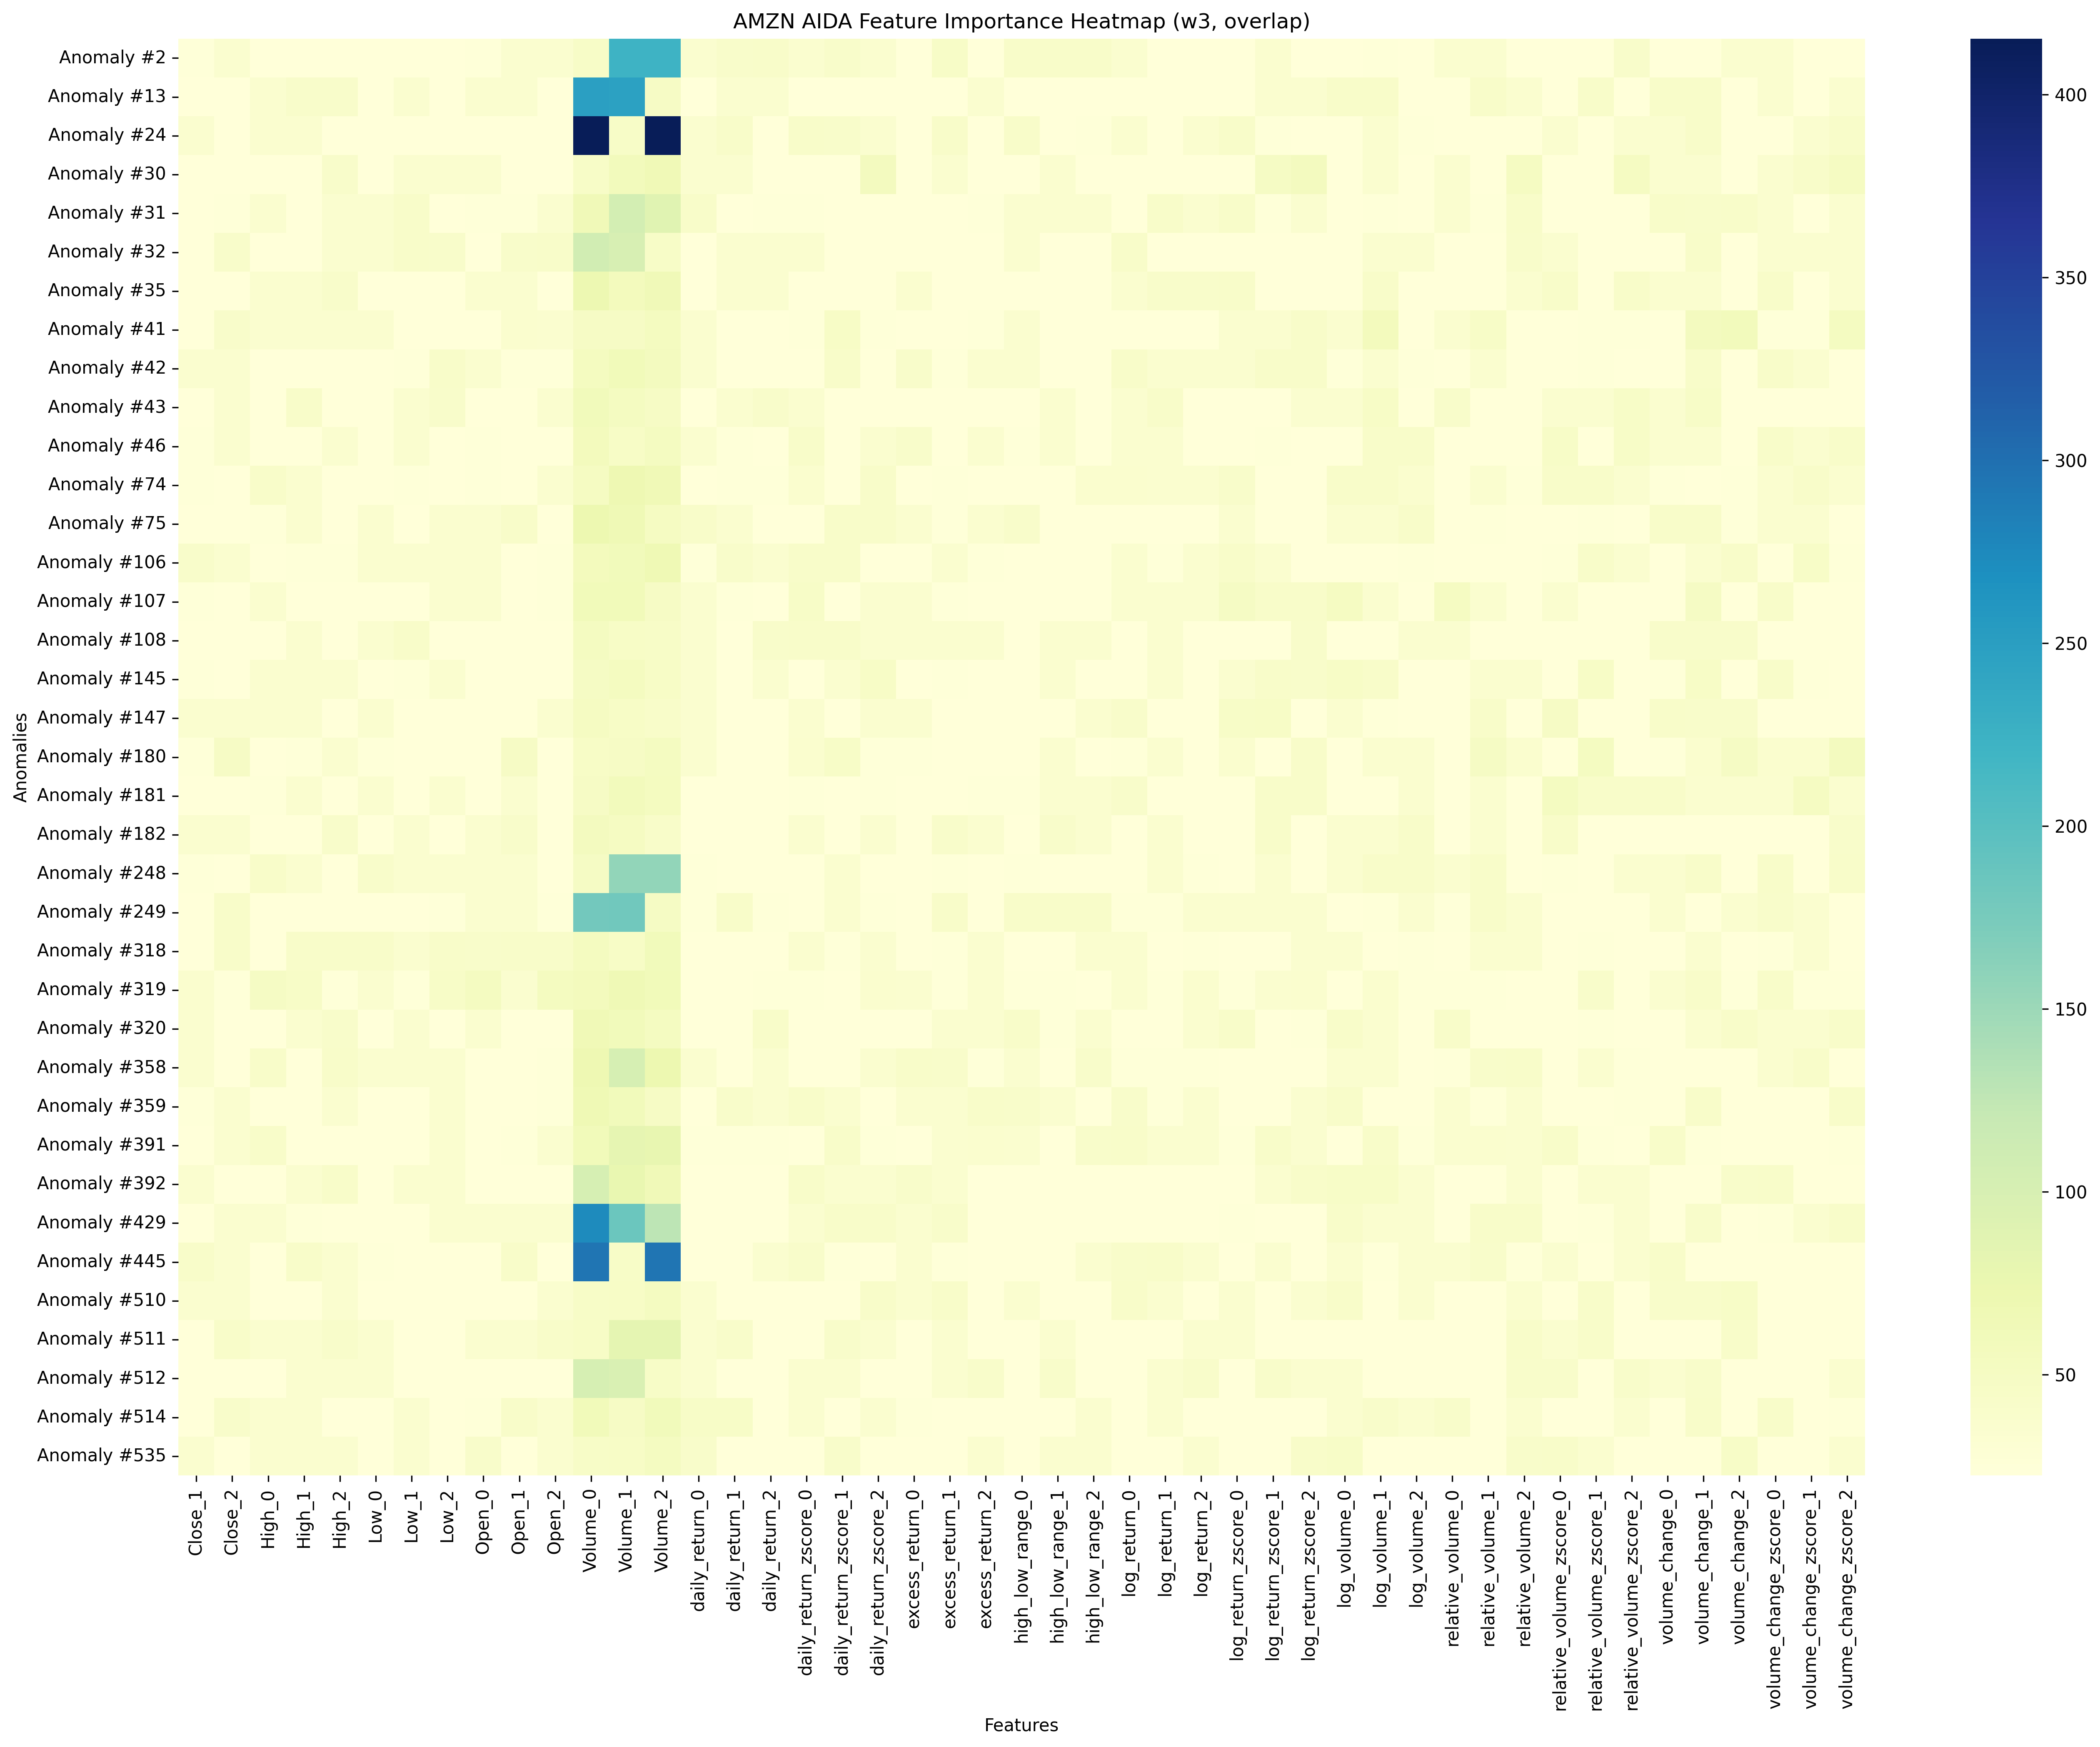 AMZN AIDA Feature Importance Heatmap (w3, overlap)
Anomalies
Anomaly #2
Anomaly #13
Anomaly #24
Anomaly #30
Anomaly #31
Anomaly #32
Anomaly #35
Anomaly #41
Anomaly #42
Anomaly #43
Anomaly #46
Anomaly #74
Anomaly #75
Anomaly #106
Anomaly #107
Anomaly #108
Anomaly #145
Anomaly #147
Anomaly #180
Anomaly #181
Anomaly #182
Anomaly #248
Anomaly #249
Anomaly #318
Anomaly #319
Anomaly #320
Anomaly #358
Anomaly #359
Anomaly #391
Anomaly #392
Anomaly #429
Anomaly #445
Anomaly #510
Anomaly #511
Anomaly #512
Anomaly #514
Anomaly #535
Close_1
Close_2
High_0
High_1
High_2
Low_0
Low_1
Low_2
Open_0
Open_1
Open_2
Volume_0
Volume_1
Volume_2
daily_return_0
daily_return_1
daily_return_2
daily_return_zscore_0
daily_return_zscore_1
daily_return_zscore_2
excess_return_0
excess_return_1
excess_return_2
high_low_range_0
high_low_range_1
high_low_range_2
log_return_0
log_return_1
log_return_2
log_return_zscore_0
log_return_zscore_1
log_return_zscore_2
log_volume_0
log_volume_1
log_volume_2
relative_volume_0
relative_volume_1
relative_volume_2
relative_volume_zscore_0
relative_volume_zscore_1
relative_volume_zscore_2
volume_change_0
volume_change_1
volume_change_2
volume_change_zscore_0
volume_change_zscore_1
volume_change_zscore_2
Features
400
350
300
250
200
150
100
50